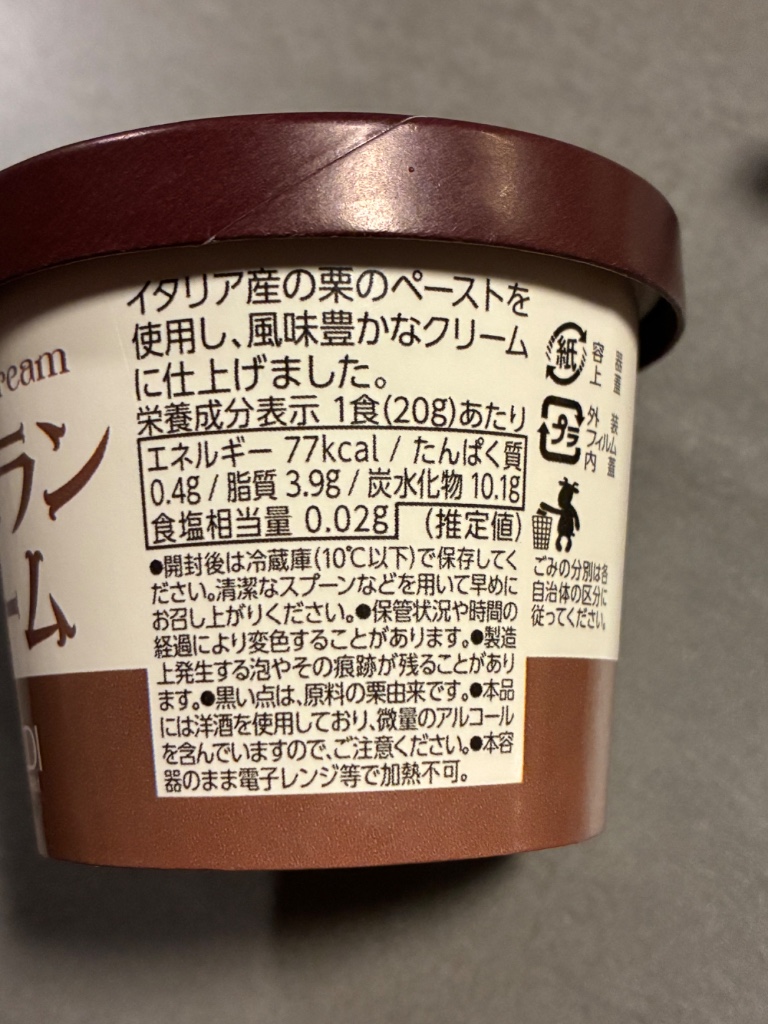 ream
ラン
ーム
イタリア産の栗のペーストを
使用し、風味豊かなクリーム
に仕上げました。
栄養成分表示 1食(20g)あたり
エネルギー 77kcal / たんぱく質
0.4g / 脂質 3.9g / 炭水化物 10.1g
食塩相当量 0.02g (推定値)
●開封後は冷蔵庫(10℃以下)で保存してく
ださい。清潔なスプーンなどを用いて早めに
お召し上がりください。●保管状況や時間の
経過により変色することがあります。●製造
上発生する泡やその痕跡が残ることがあり
ます。●黒い点は、原料の栗由来です。●本品
には洋酒を使用しており、微量のアルコール
を含んでいますので、ご注意ください。●本容
器のまま電子レンジ等で加熱不可。
紙
容器
上蓋
プラ
外装
フィルム
内蓋
ごみの分別は各
自治体の区分に
従ってください。